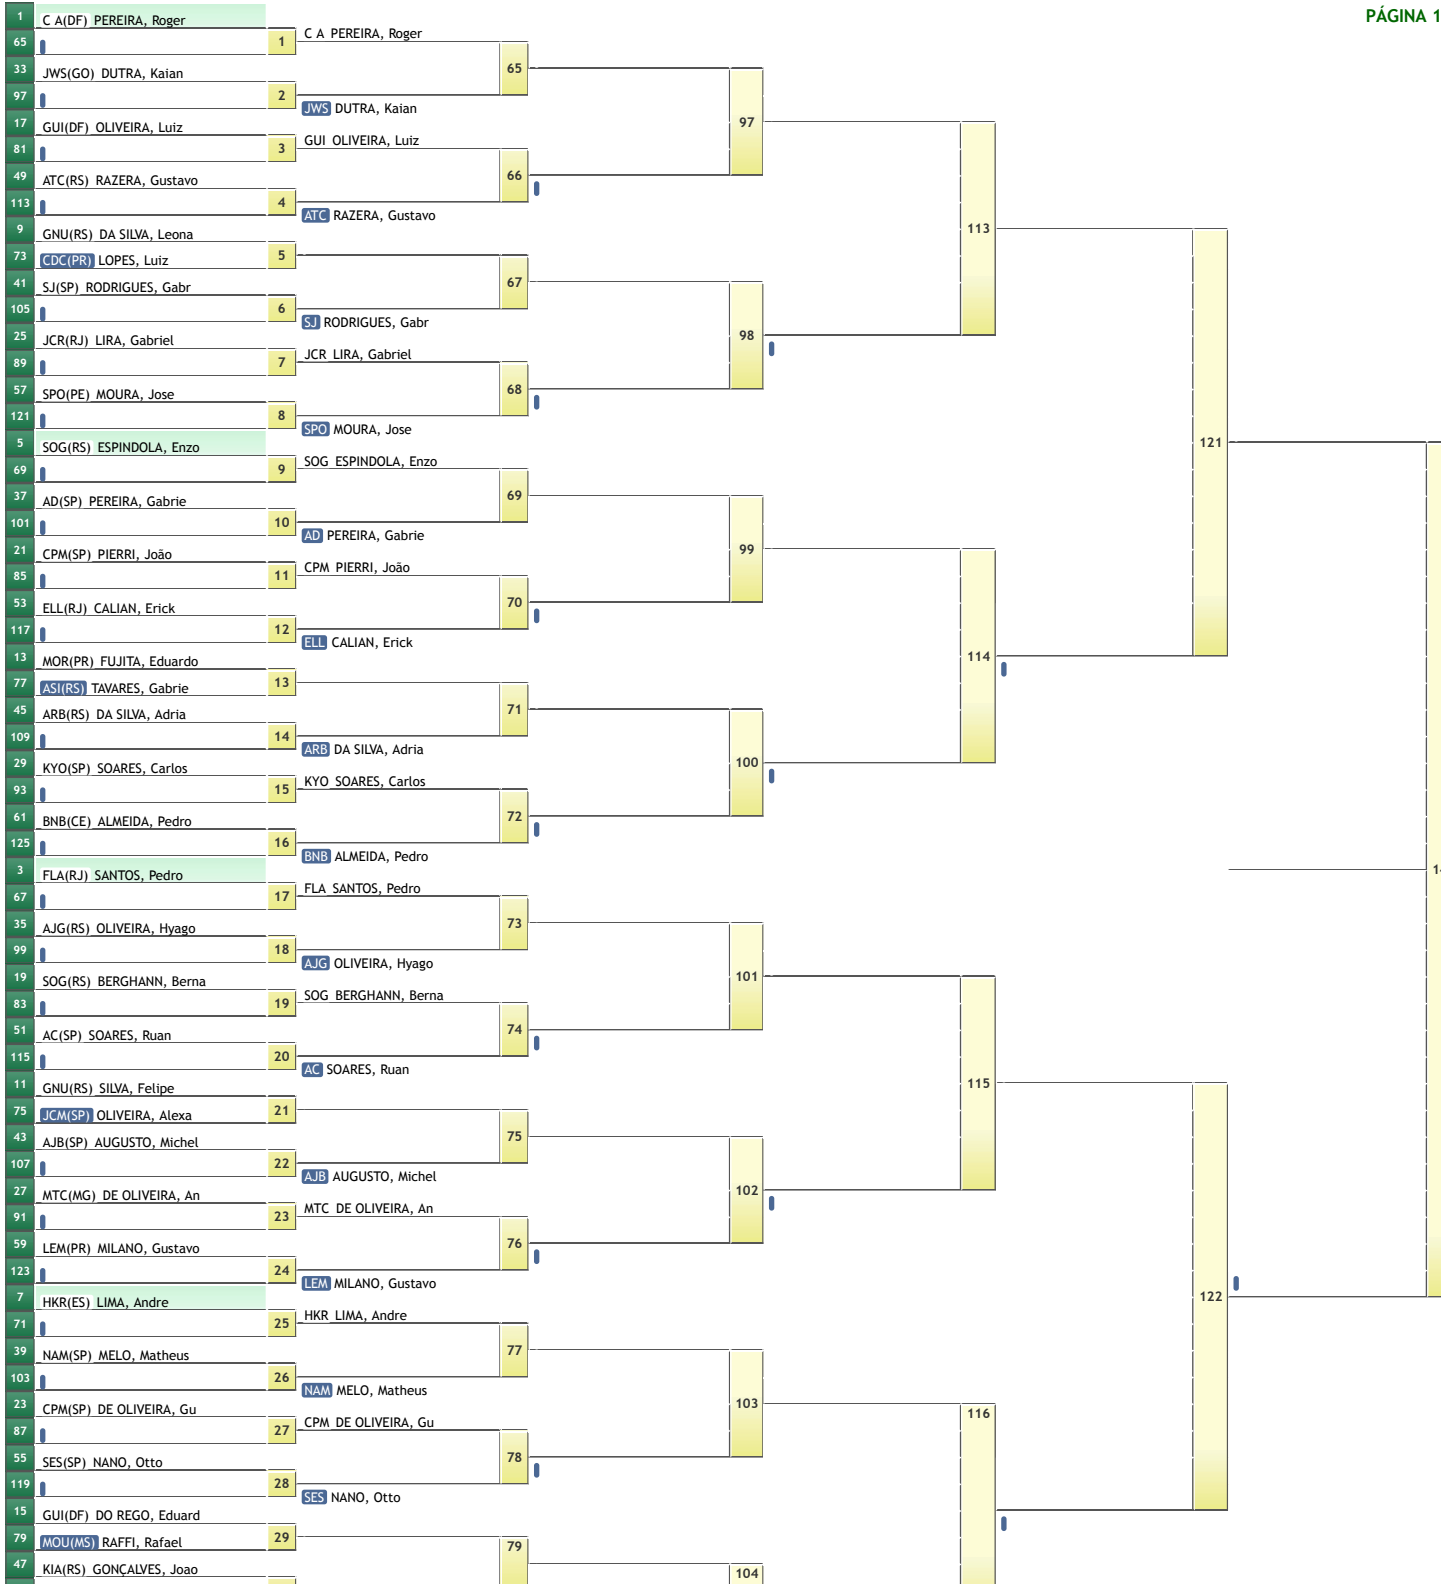 PÁGINA 1
1 C A(DF) PEREIRA, Roger
65
1 C A PEREIRA, Roger
65
33 JWS(GO) DUTRA, Kaian
97
2 JWS DUTRA, Kaian
97
17 GUI(DF) OLIVEIRA, Luiz
81
3 GUI OLIVEIRA, Luiz
66
49 ATC(RS) RAZERA, Gustavo
113
4 ATC RAZERA, Gustavo
113
9 GNU(RS) DA SILVA, Leona
73 CDC(PR) LOPES, Luiz
5
67
41 SJ(SP) RODRIGUES, Gabr
105
6 SJ RODRIGUES, Gabr
98
25 JCR(RJ) LIRA, Gabriel
89
7 JCR LIRA, Gabriel
68
57 SPO(PE) MOURA, Jose
121
8 SPO MOURA, Jose
121
5 SOG(RS) ESPINDOLA, Enzo
69
9 SOG ESPINDOLA, Enzo
69
37 AD(SP) PEREIRA, Gabrie
101
10 AD PEREIRA, Gabrie
99
21 CPM(SP) PIERRI, João
85
11 CPM PIERRI, João
70
53 ELL(RJ) CALIAN, Erick
117
12 ELL CALIAN, Erick
114
13 MOR(PR) FUJITA, Eduardo
77 ASI(RS) TAVARES, Gabrie
13
71
45 ARB(RS) DA SILVA, Adria
109
14 ARB DA SILVA, Adria
100
29 KYO(SP) SOARES, Carlos
93
15 KYO SOARES, Carlos
72
61 BNB(CE) ALMEIDA, Pedro
125
16 BNB ALMEIDA, Pedro
3 FLA(RJ) SANTOS, Pedro
67
17 FLA SANTOS, Pedro
73
35 AJG(RS) OLIVEIRA, Hyago
99
18 AJG OLIVEIRA, Hyago
101
19 SOG(RS) BERGHANN, Berna
83
19 SOG BERGHANN, Berna
74
51 AC(SP) SOARES, Ruan
115
20 AC SOARES, Ruan
115
11 GNU(RS) SILVA, Felipe
75 JCM(SP) OLIVEIRA, Alexa
21
75
43 AJB(SP) AUGUSTO, Michel
107
22 AJB AUGUSTO, Michel
102
27 MTC(MG) DE OLIVEIRA, An
91
23 MTC DE OLIVEIRA, An
76
59 LEM(PR) MILANO, Gustavo
123
24 LEM MILANO, Gustavo
122
7 HKR(ES) LIMA, Andre
71
25 HKR LIMA, Andre
77
39 NAM(SP) MELO, Matheus
103
26 NAM MELO, Matheus
103
23 CPM(SP) DE OLIVEIRA, Gu
87
27 CPM DE OLIVEIRA, Gu
116
78
55 SES(SP) NANO, Otto
119
28 SES NANO, Otto
15 GUI(DF) DO REGO, Eduard
79 MOU(MS) RAFFI, Rafael
29
79
47 KIA(RS) GONÇALVES, Joao
104